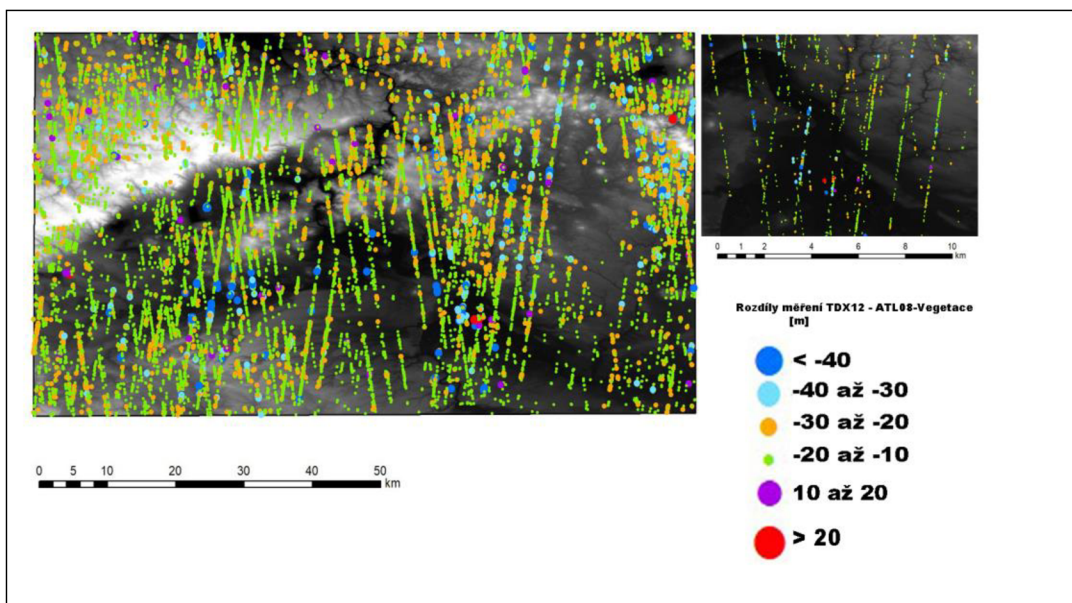 0 1 2 4 6 8 10
km
Rozdíly měření TDX12 - ATL08-Vegetace
[m]
< -40
-40 až -30
-30 až -20
-20 až -10
10 až 20
> 20
0 5 10 20 30 40 50
km